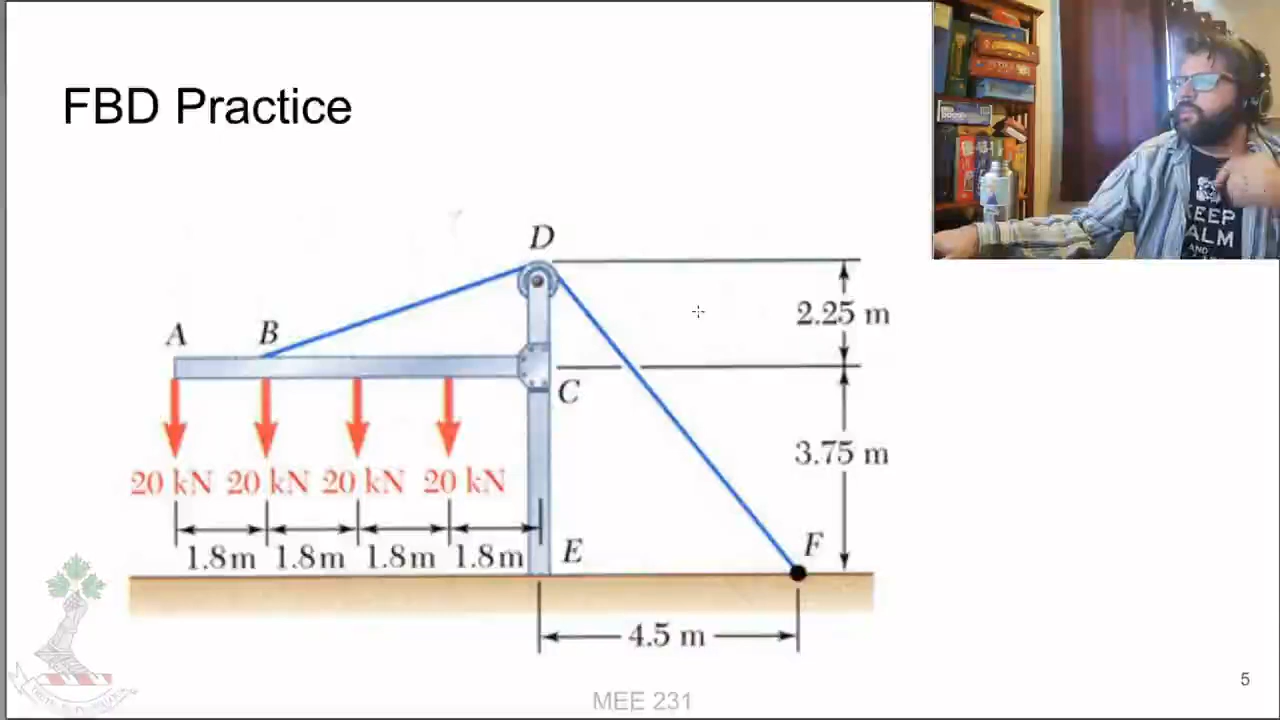 FBD Practice
KEEP
ALM
AND
D
2.25 m
A
B
C
3.75 m
20 kN 20 kN 20 kN 20 kN
1.8m 1.8m 1.8m 1.8m
E
F
4.5 m
MEE 231
5